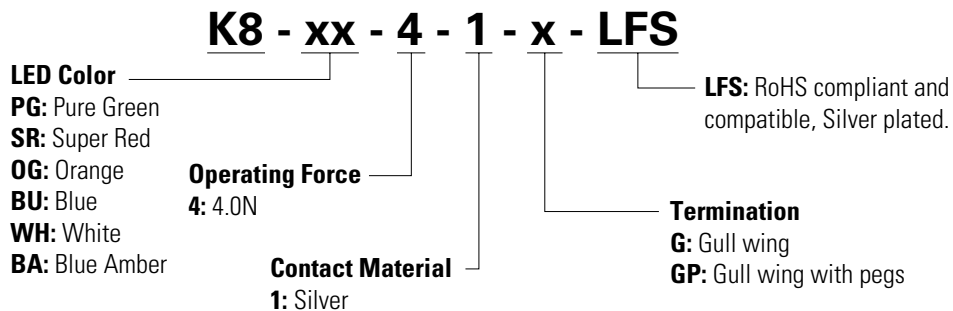 K8 - xx - 4 - 1 - x - LFS
LED Color
PG: Pure Green
SR: Super Red
OG: Orange
BU: Blue
WH: White
BA: Blue Amber
Operating Force
4: 4.0N
Contact Material
1: Silver
LFS: RoHS compliant and
compatible, Silver plated.
Termination
G: Gull wing
GP: Gull wing with pegs